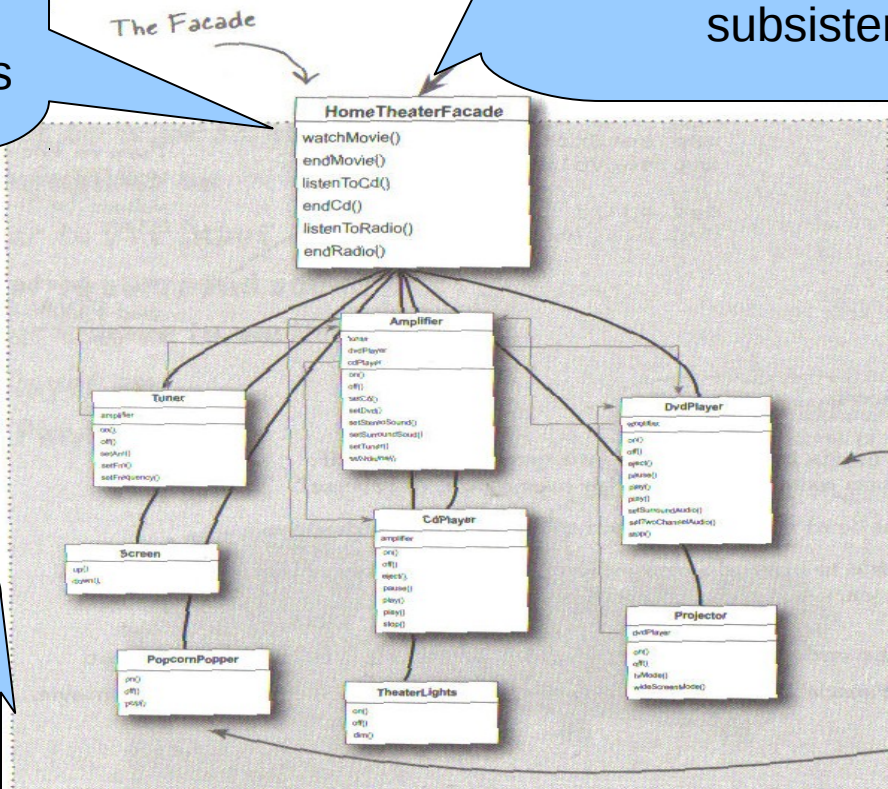 The Facade
s
subsister
HomeTheaterFacade
watchMovie()
endMovie()
listenToCd()
endCd()
listenToRadio()
endRadio()
Amplifier
tuner
dvdPlayer
cdPlayer
on()
off()
setCd()
setDvd()
setStereoSound()
setSurroundSound()
setTuner()
setVolume()
Tuner
amplifier
on()
off()
setAm()
setFm()
setFrequency()
DvdPlayer
amplifier
on()
off()
eject()
pause()
play()
play()
setSurroundAudio()
setTwoChannelAudio()
stop()
Screen
up()
down()
CdPlayer
amplifier
on()
off()
eject()
pause()
play()
play()
stop()
Projector
dvdPlayer
on()
off()
tvMode()
wideScreenMode()
PopcornPopper
on()
off()
pop()
TheaterLights
on()
off()
dim()